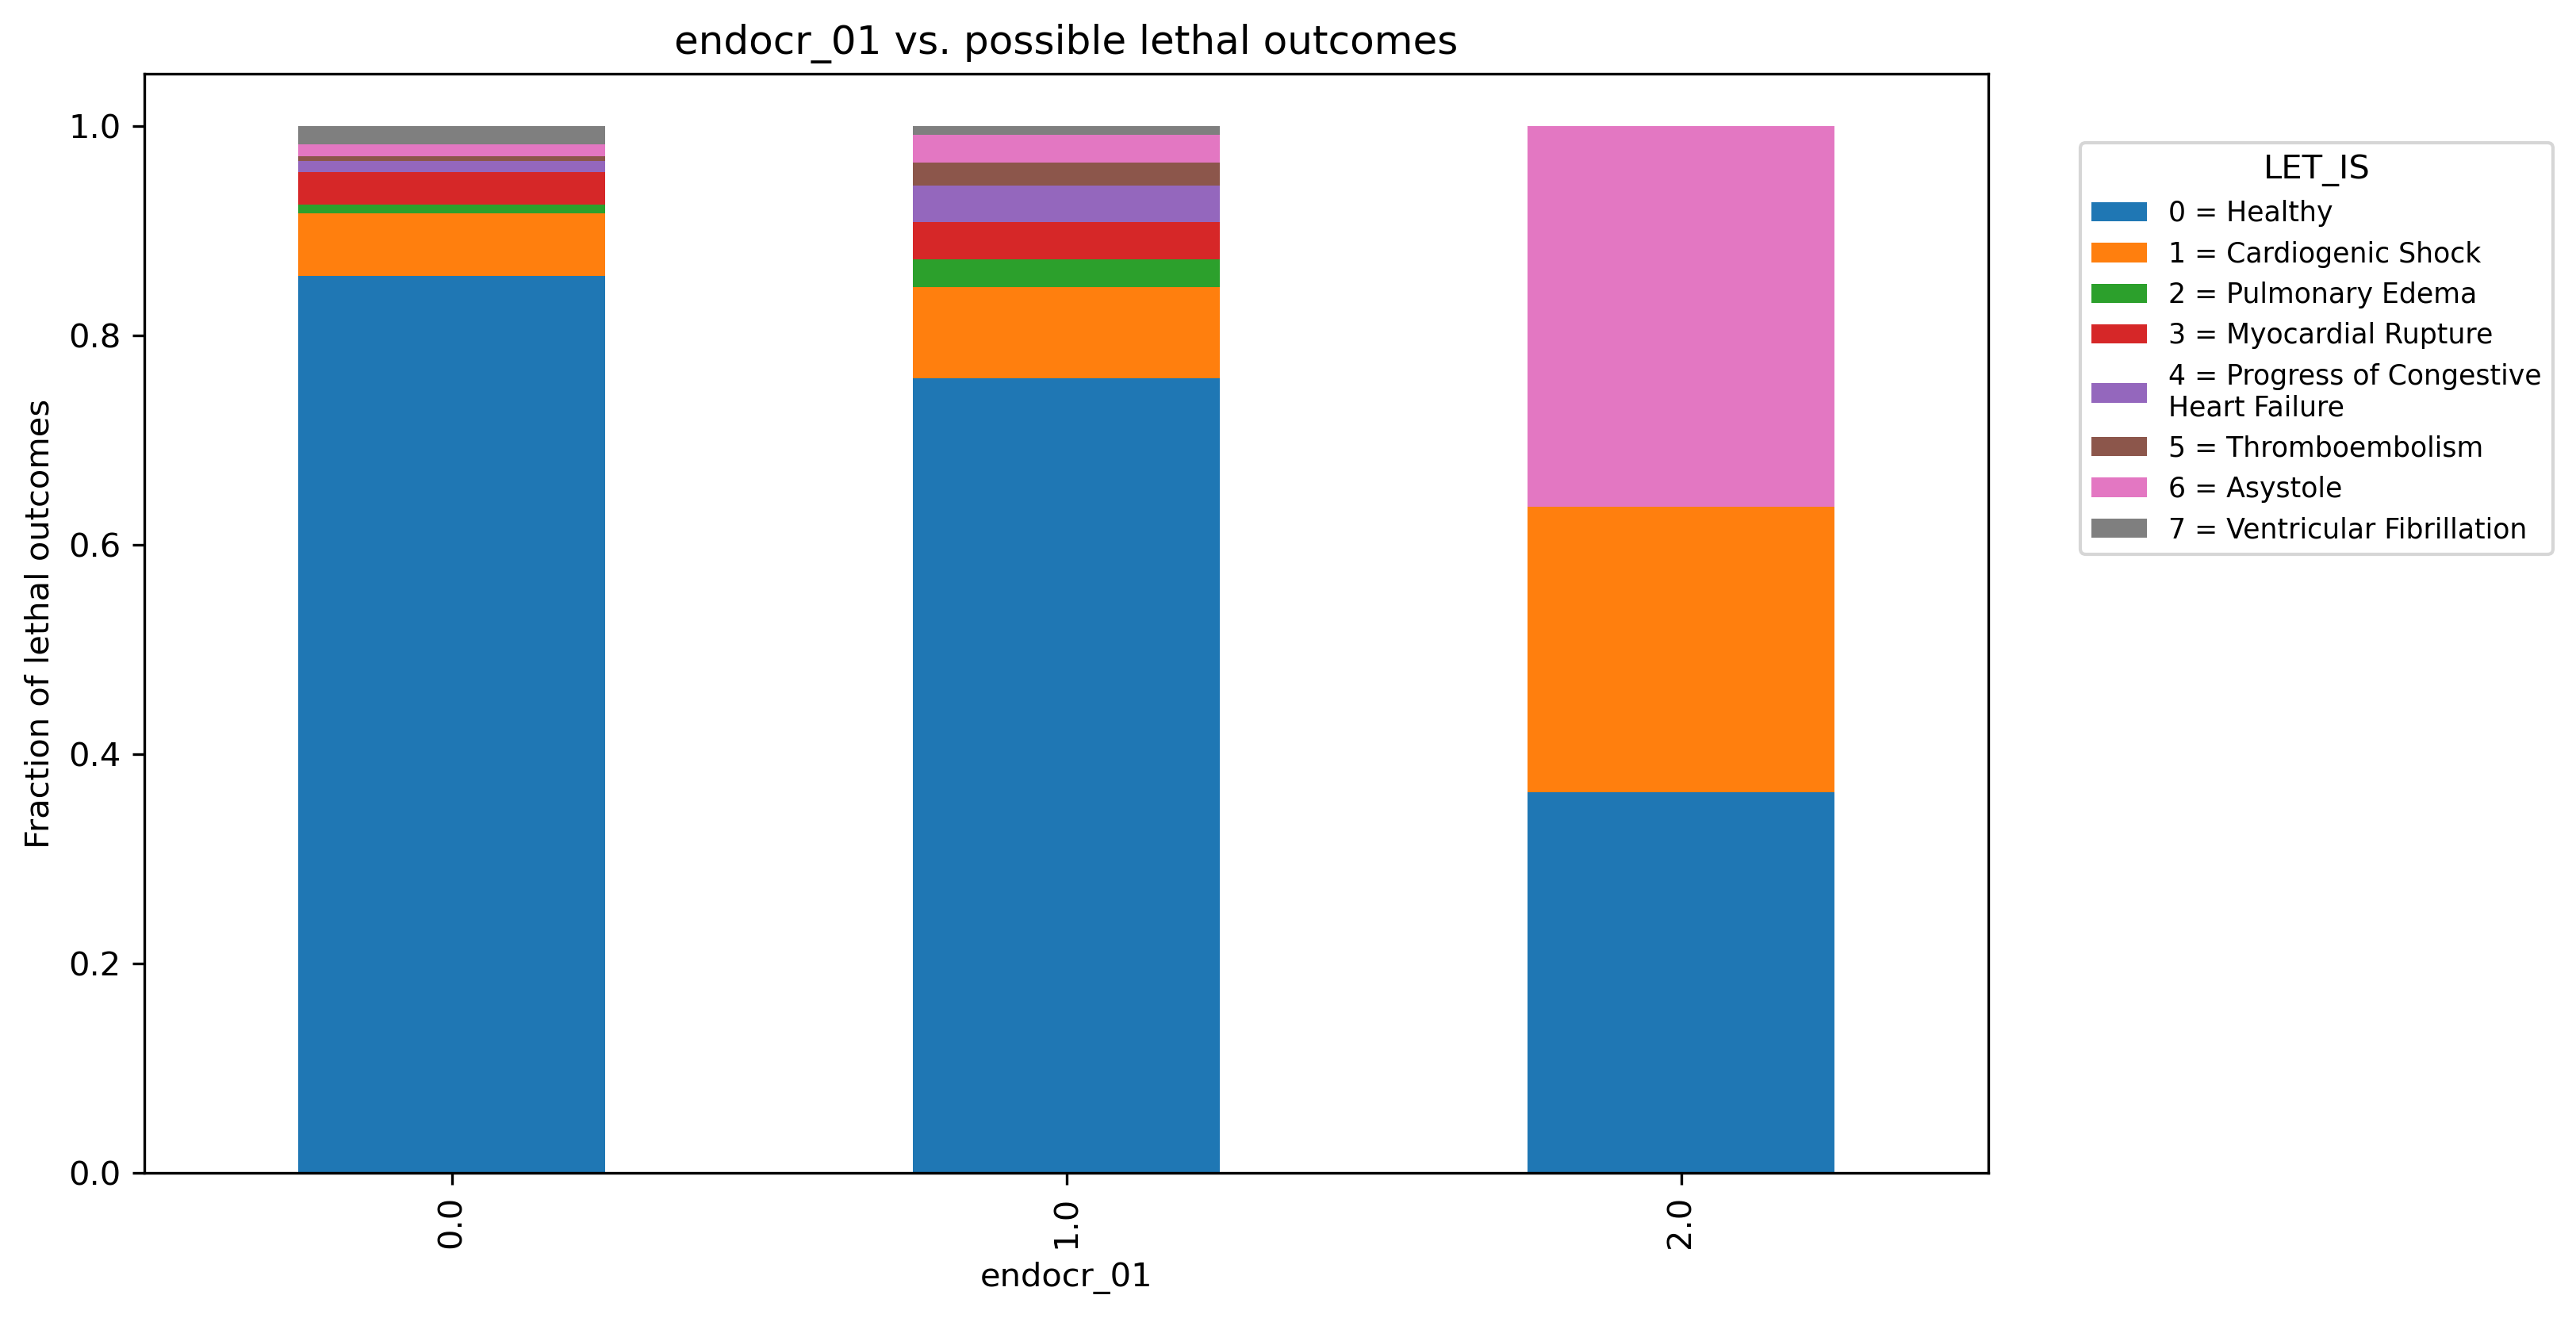 endocr_01 vs. possible lethal outcomes
Fraction of lethal outcomes
1.0
0.8
0.6
0.4
0.2
0.0
0.0
1.0
2.0
endocr_01
LET_IS
0 = Healthy
1 = Cardiogenic Shock
2 = Pulmonary Edema
3 = Myocardial Rupture
4 = Progress of Congestive
Heart Failure
5 = Thromboembolism
6 = Asystole
7 = Ventricular Fibrillation